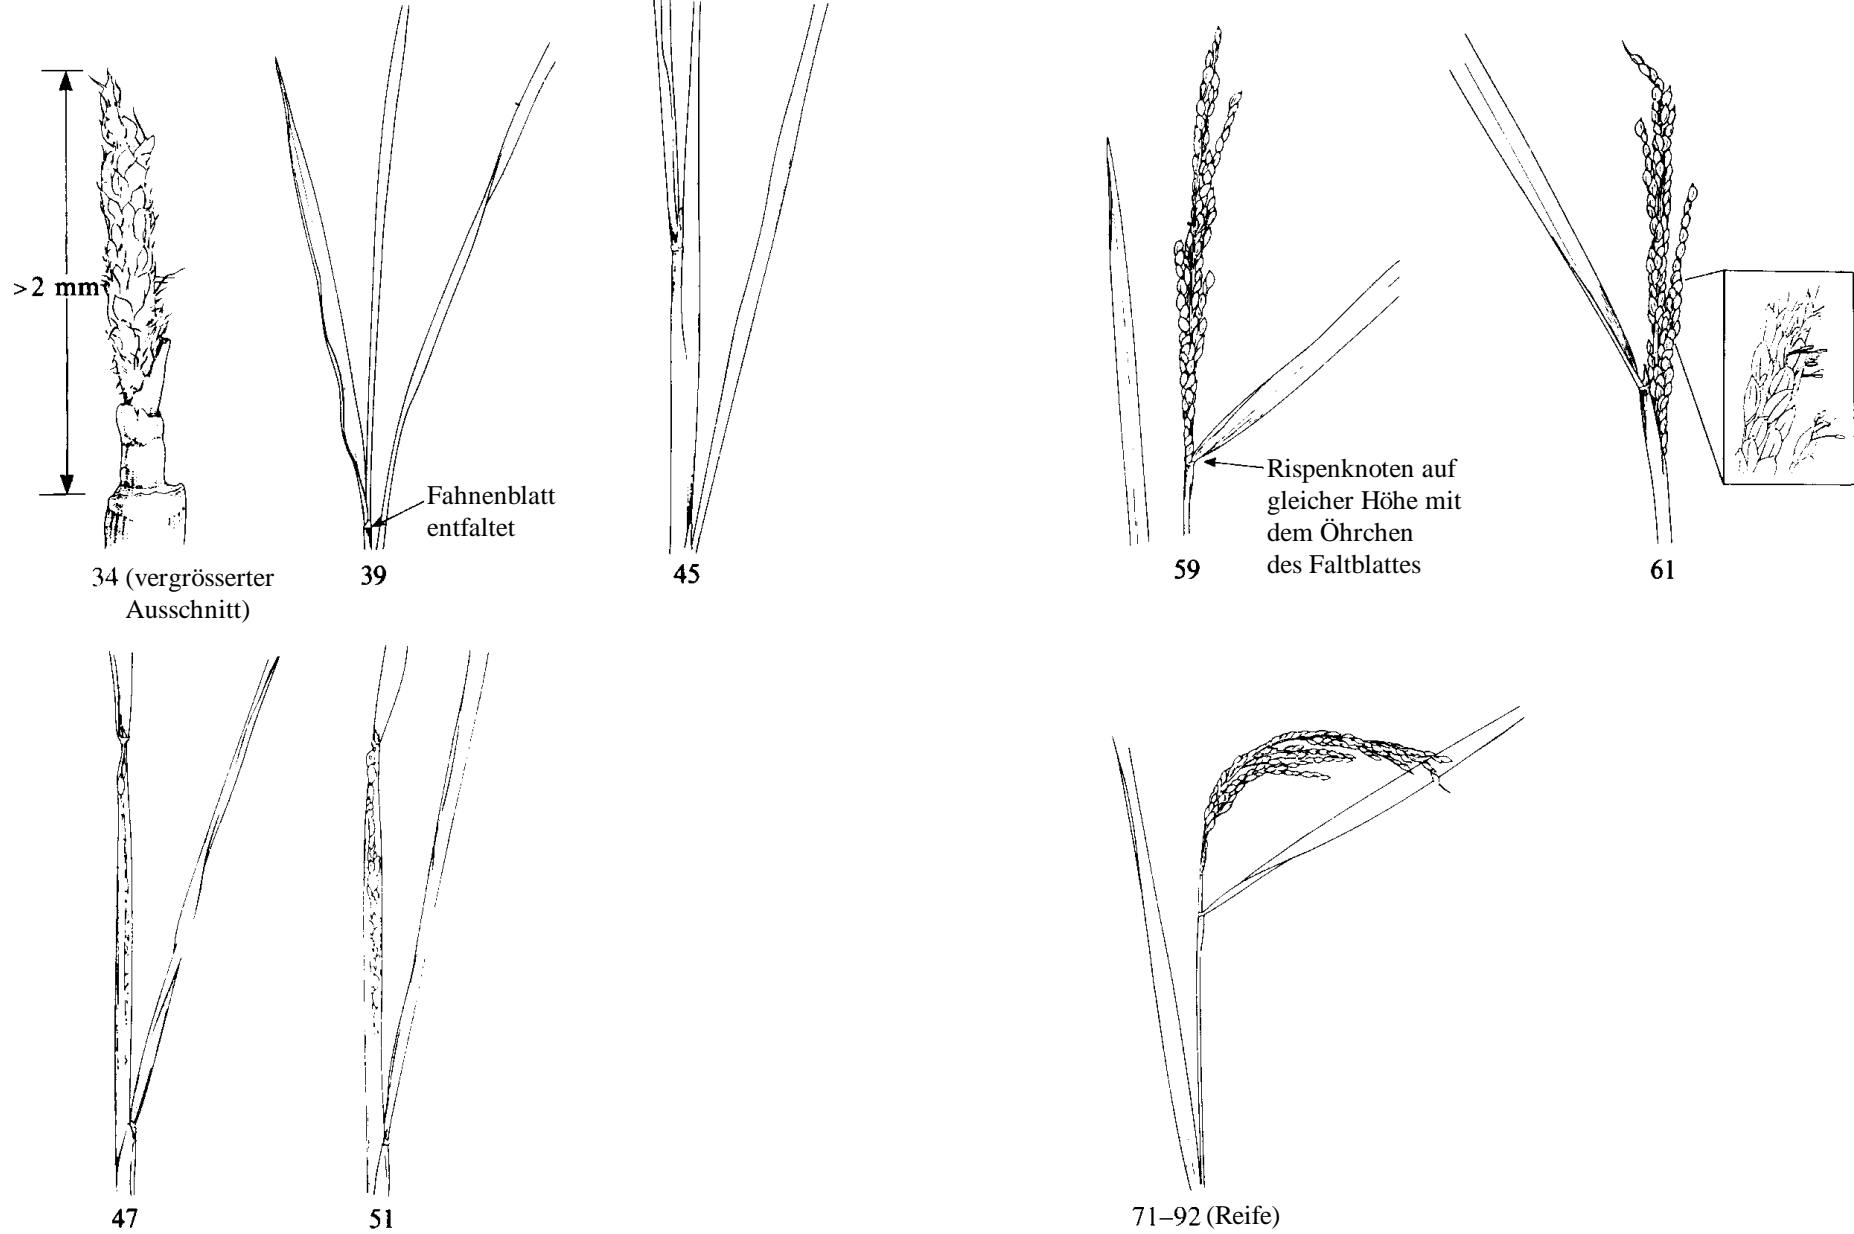 >2 mm
Fahnenblatt
entfaltet
34 (vergrösserter
Ausschnitt)
39
45
Rispenknoten auf
gleicher Höhe mit
dem Öhrchen
des Faltblattes
59
61
47
51
71–92 (Reife)